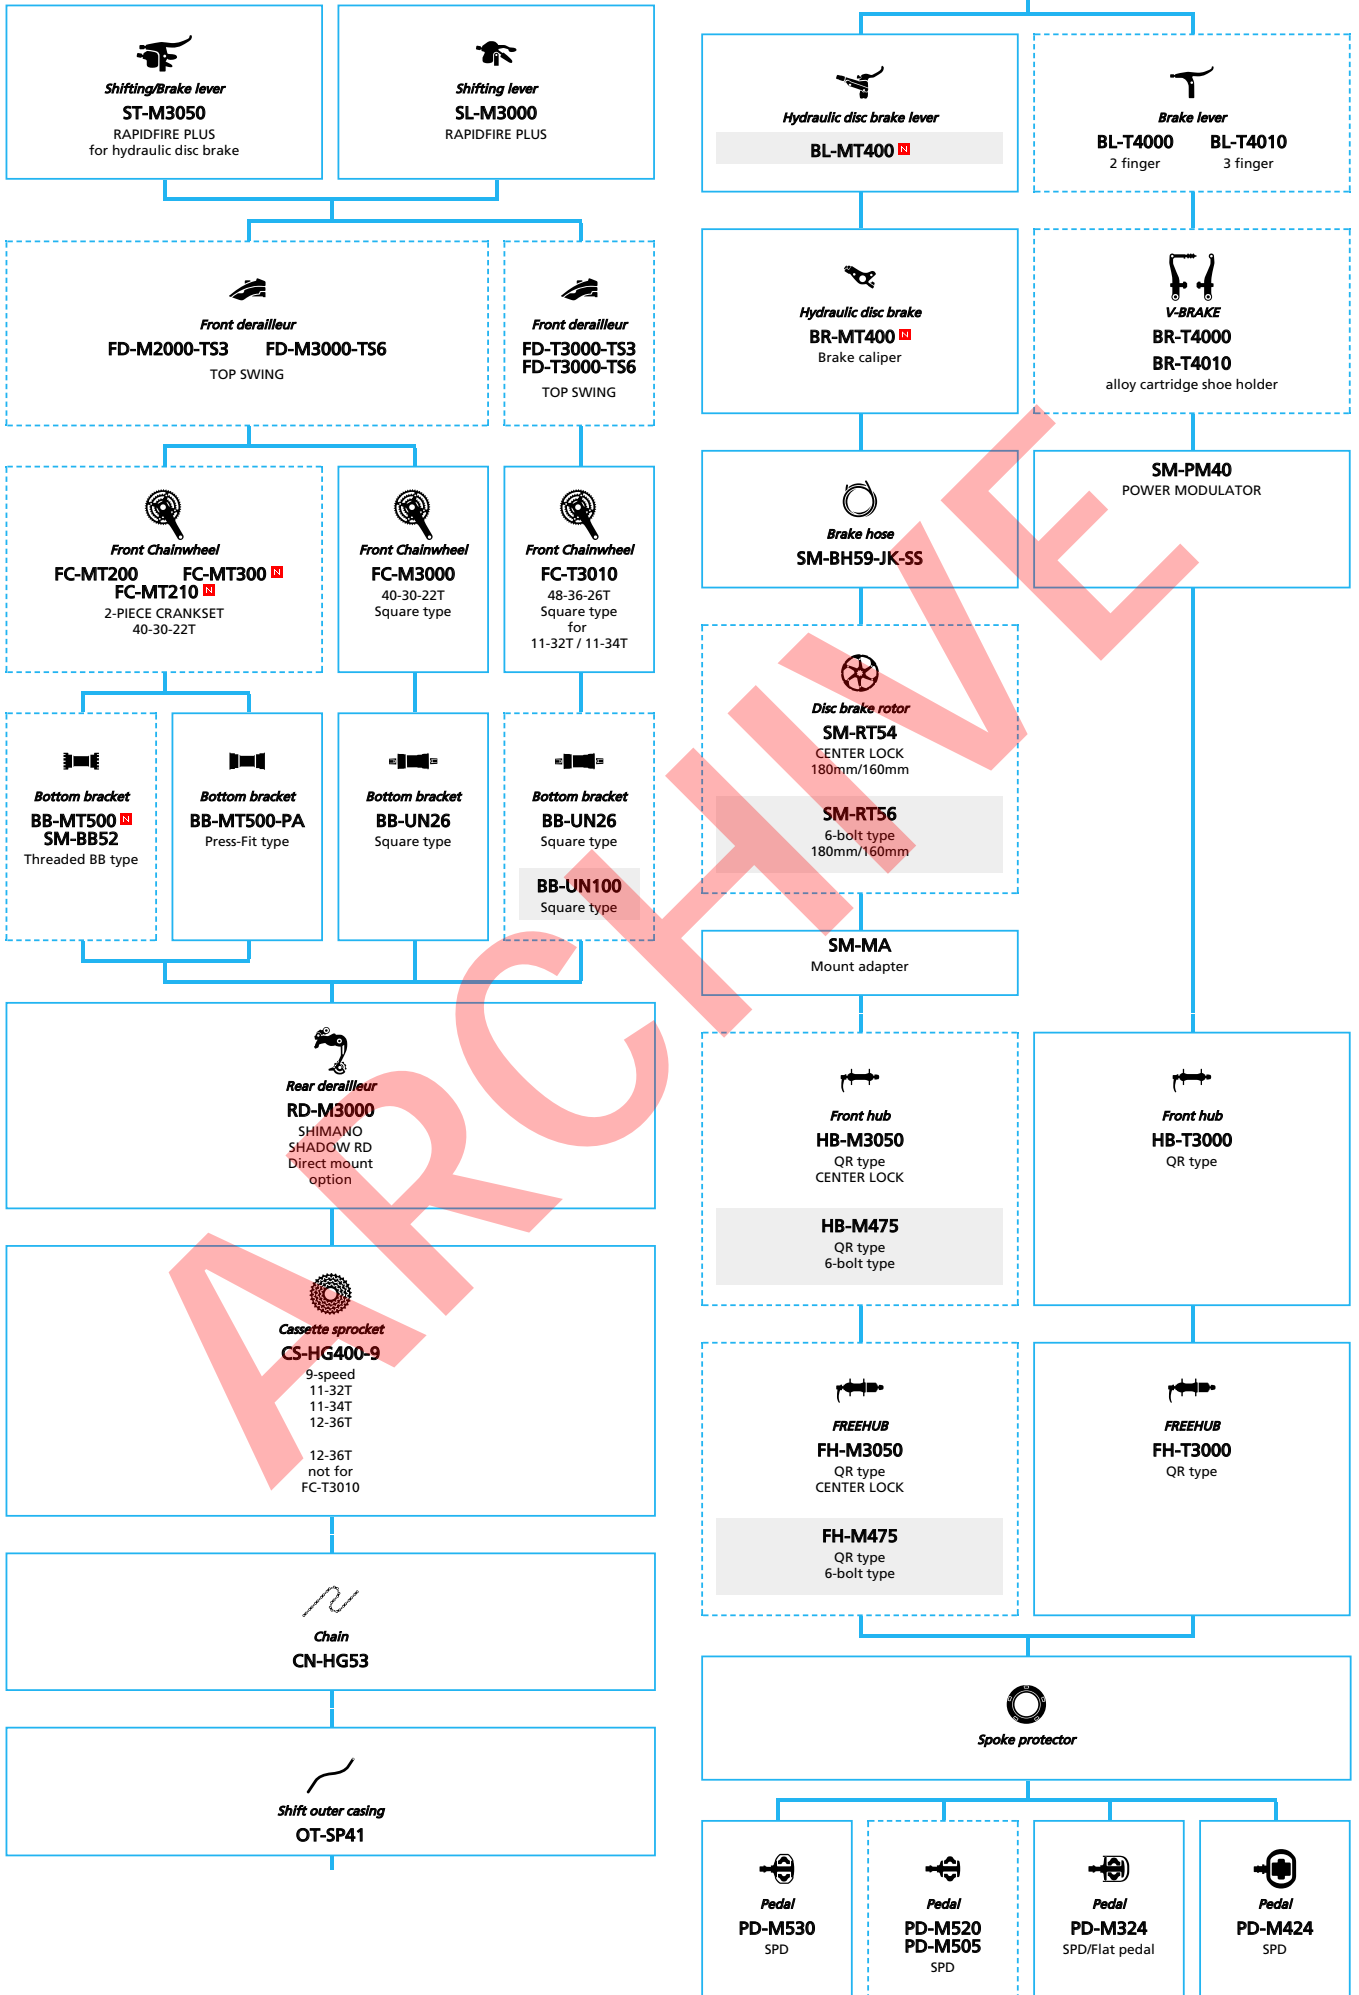 Shifting/Brake lever
ST-M3050
RAPIDFIRE PLUS
for hydraulic disc brake
Shifting lever
SL-M3000
RAPIDFIRE PLUS
Front derailleur
FD-M2000-TS3 FD-M3000-TS6
TOP SWING
Front derailleur
FD-T3000-TS3
FD-T3000-TS6
TOP SWING
Front Chainwheel
FC-MT200 FC-MT300 N
FC-MT210 N
2-PIECE CRANKSET
40-30-22T
Front Chainwheel
FC-M3000
40-30-22T
Square type
Front Chainwheel
FC-T3010
48-36-26T
Square type
for
11-32T / 11-34T
Bottom bracket
BB-MT500 N
SM-BB52
Threaded BB type
Bottom bracket
BB-MT500-PA
Press-Fit type
Bottom bracket
BB-UN26
Square type
Bottom bracket
BB-UN26
Square type
BB-UN100
Square type
Rear derailleur
RD-M3000
SHIMANO
SHADOW RD
Direct mount
option
Cassette sprocket
CS-HG400-9
9-speed
11-32T
11-34T
12-36T
12-36T
not for
FC-T3010
Chain
CN-HG53
Shift outer casing
OT-SP41
Hydraulic disc brake lever
BL-MT400 N
Brake lever
BL-T4000 BL-T4010
2 finger 3 finger
Hydraulic disc brake
BR-MT400 N
Brake caliper
V-BRAKE
BR-T4000
BR-T4010
alloy cartridge shoe holder
Brake hose
SM-BH59-JK-SS
SM-PM40
POWER MODULATOR
Disc brake rotor
SM-RT54
CENTER LOCK
180mm/160mm
SM-RT56
6-bolt type
180mm/160mm
SM-MA
Mount adapter
Front hub
HB-M3050
QR type
CENTER LOCK
HB-M475
QR type
6-bolt type
Front hub
HB-T3000
QR type
FREEHUB
FH-M3050
QR type
CENTER LOCK
FH-M475
QR type
6-bolt type
FREEHUB
FH-T3000
QR type
Spoke protector
Pedal
PD-M530
SPD
Pedal
PD-M520
PD-M505
SPD
Pedal
PD-M324
SPD/Flat pedal
Pedal
PD-M424
SPD
ARCHIVE